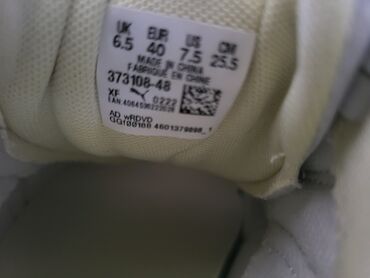 UK EUR US CM
6.5 40 7.5 25.5
MADE IN CHINA
FABRIQUÉ EN CHINE
373108-48
XF 0222
AD wRDVD